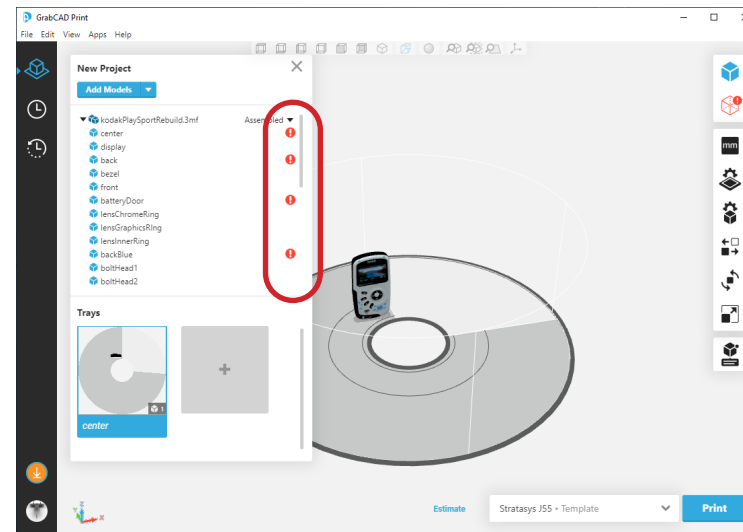 GrabCAD Print
File Edit View Apps Help
New Project
Add Models
kodakPlaySportRebuild.3mf Assembled
center
display
back
bezel
front
batteryDoor
lensChromeRing
lensGraphicsRIng
lensInnerRing
backBlue
boltHead1
boltHead2
Trays
1
center
mm
Estimate
Stratasys J55 - Template
Print
Z
X